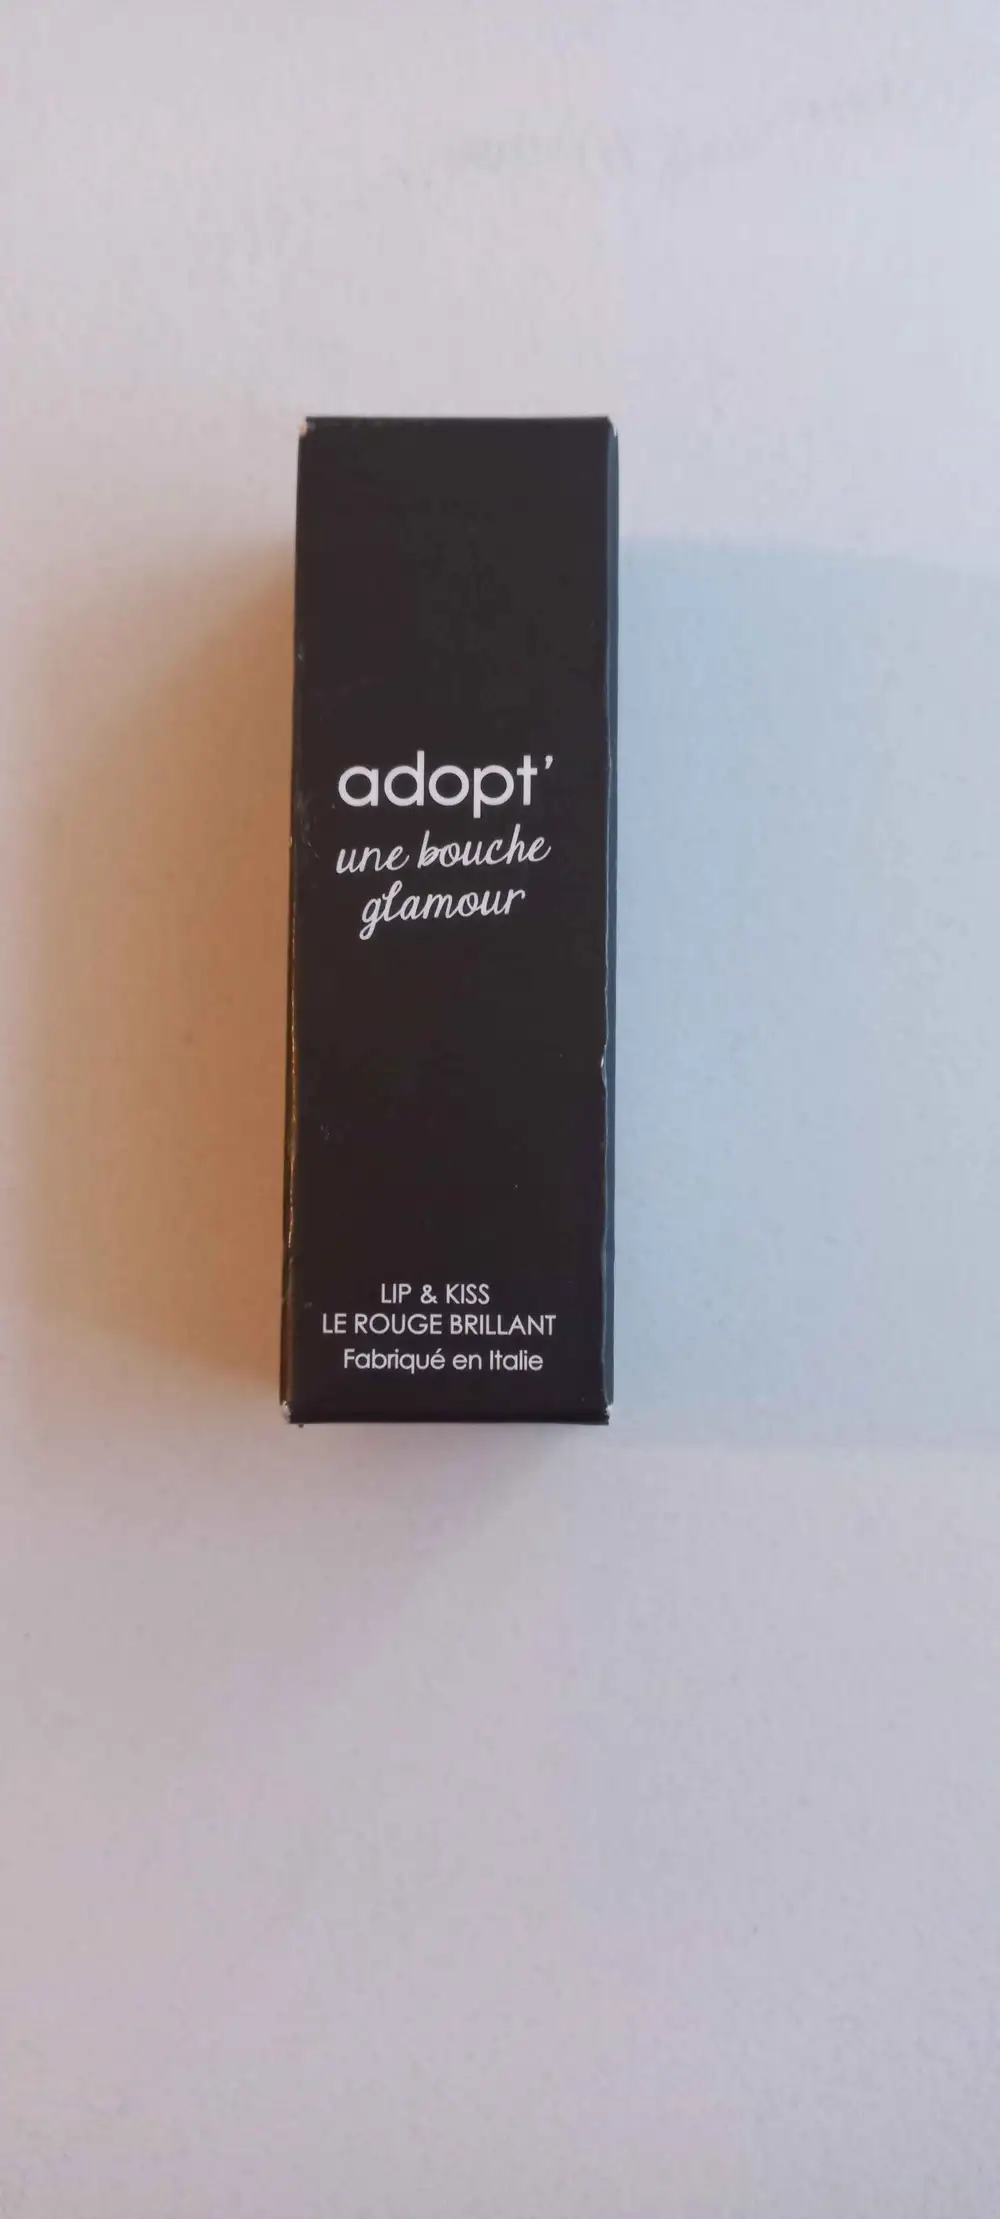 adopt'
une bouche
glamour
LIP & KISS
LE ROUGE BRILLANT
Fabriqué en Italie